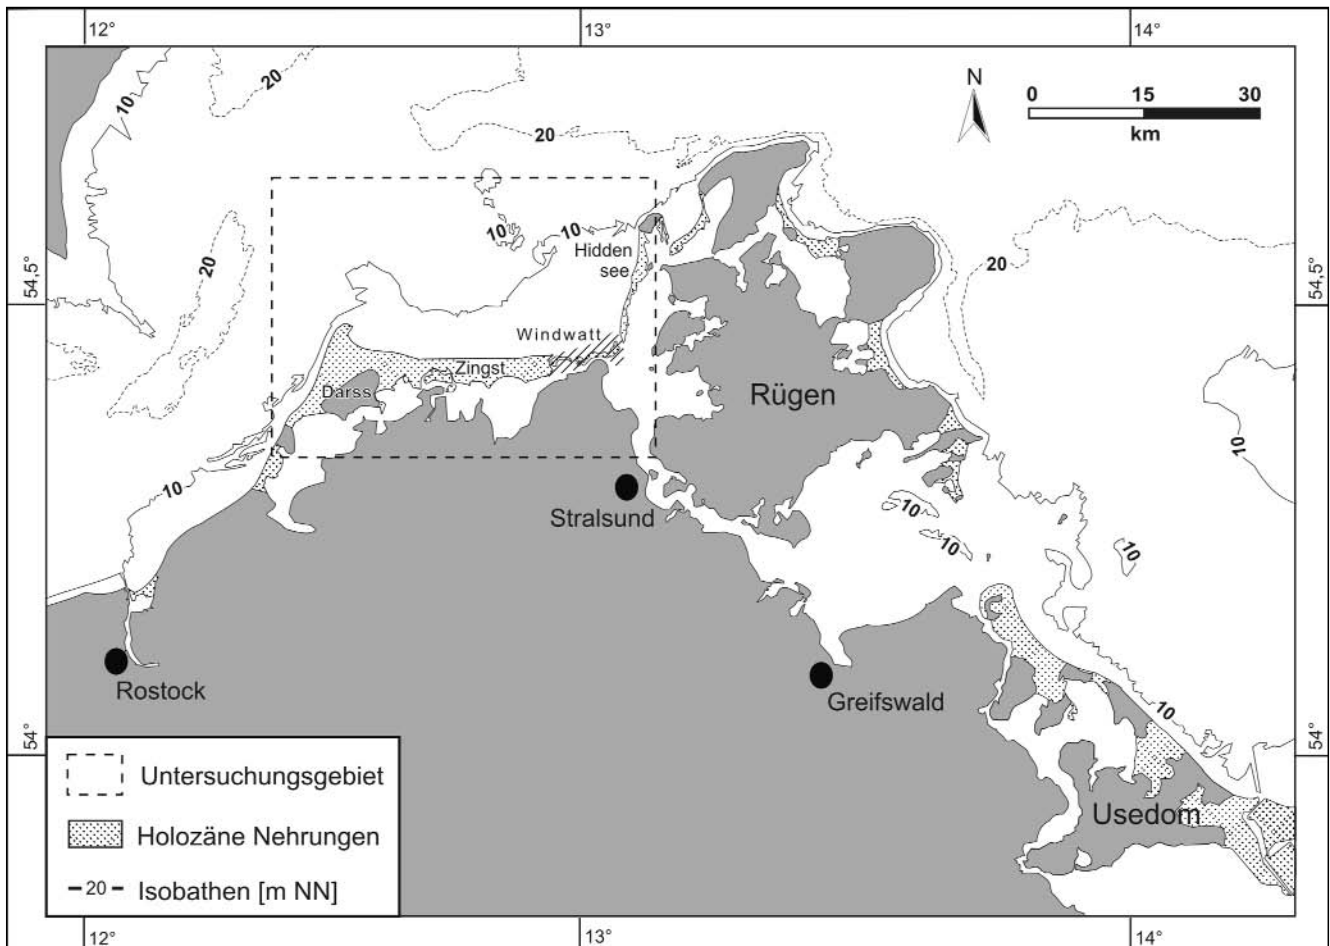 12°
13°
14°
20
10
N
0 15 30
km
20
10
10
Hidden
see
20
20
54,5°
54,5°
Windwatt
Zingst
Darss
Rügen
10
10
Stralsund
10
10
10
Rostock
Greifswald
10
54°
54°
Usedom
Untersuchungsgebiet
Holozäne Nehrungen
20 Isobathen [m NN]
12°
13°
14°